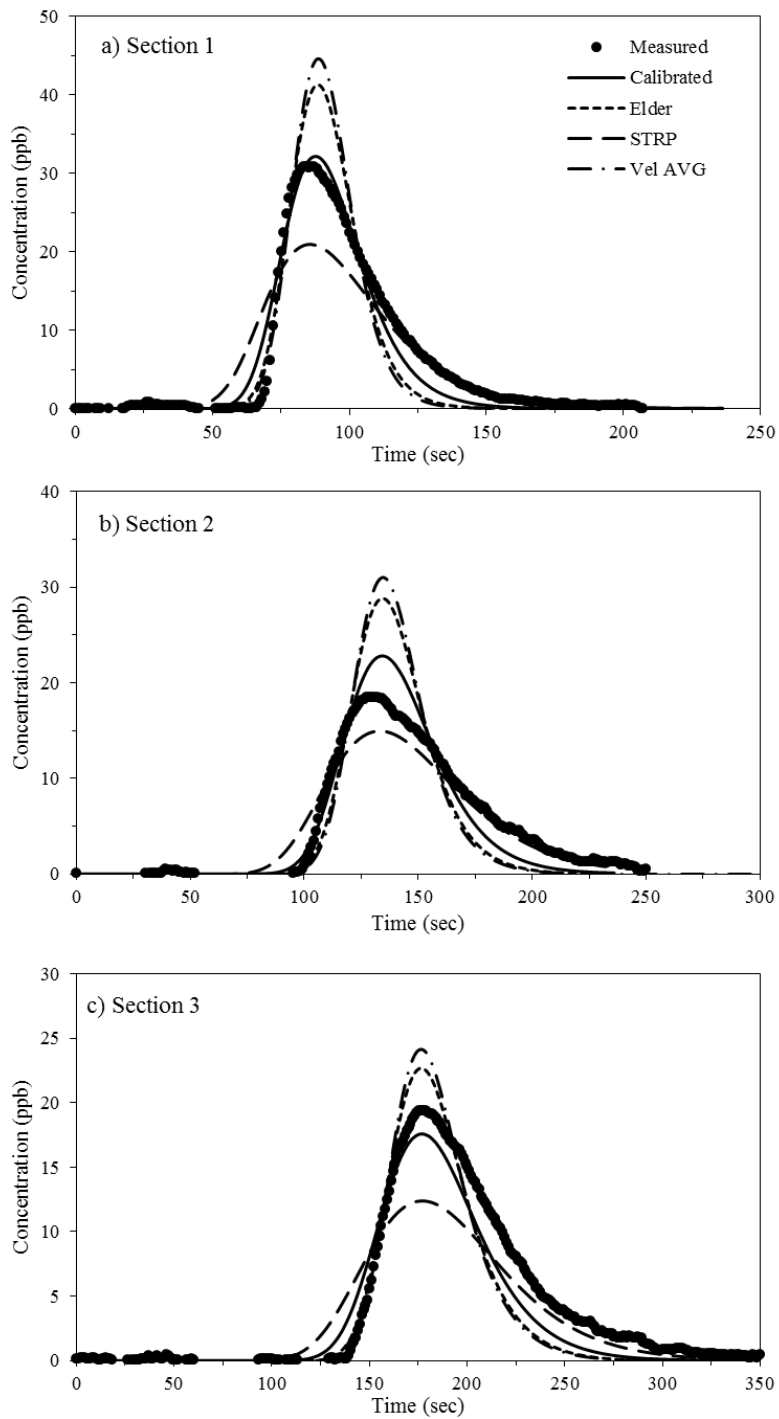 a) Section 1
Measured
Calibrated
Elder
STRP
Vel AVG
Concentration (ppb)
50
40
30
20
10
0
0 50 100 150 200 250
Time (sec)
b) Section 2
Concentration (ppb)
40
30
20
10
0
0 50 100 150 200 250 300
Time (sec)
c) Section 3
Concentration (ppb)
30
25
20
15
10
5
0
0 50 100 150 200 250 300 350
Time (sec)